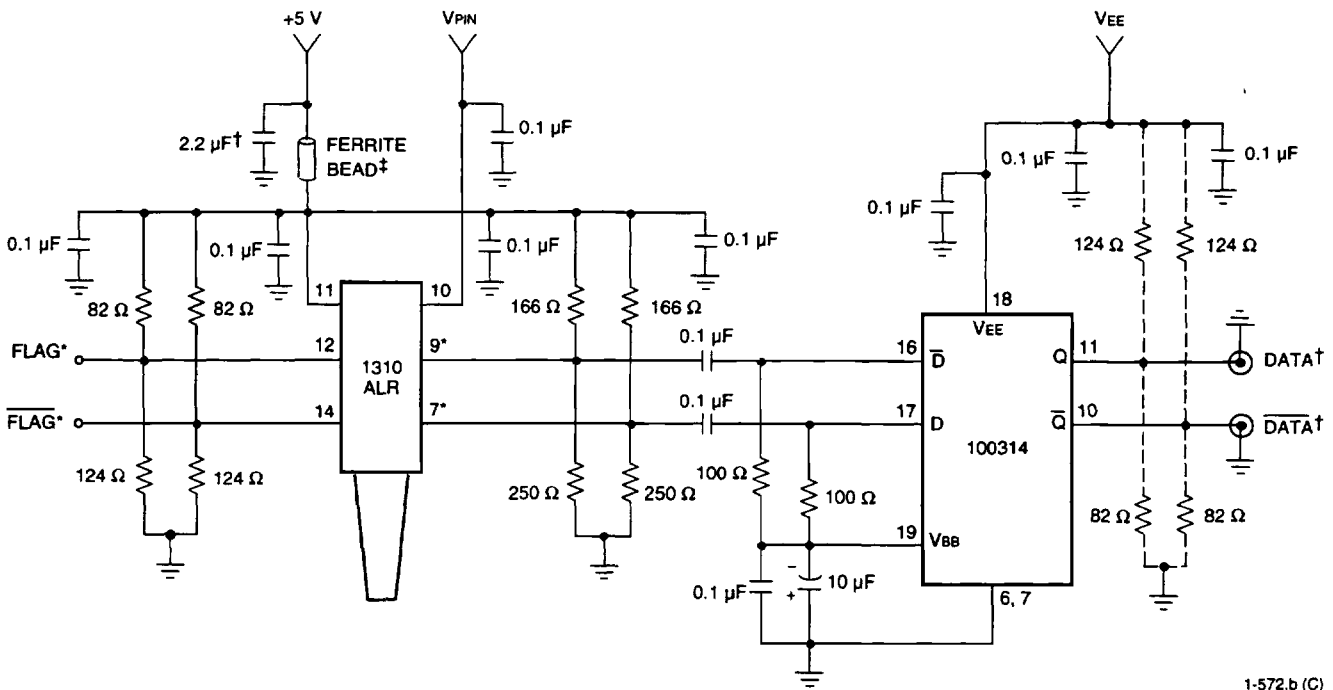 +5 V
VPIN
VEE
2.2 µF†
FERRITE
BEAD‡
0.1 µF
0.1 µF
0.1 µF
0.1 µF
0.1 µF
0.1 µF
0.1 µF
0.1 µF
0.1 µF
82 Ω
82 Ω
11
10
166 Ω
166 Ω
124 Ω
124 Ω
18
VEE
FLAG*
12
1310
ALR
9*
0.1 µF
16
D̅
Q
11
DATA†
F̅L̅A̅G̅*
14
7*
0.1 µF
17
D
100314
Q̅
10
D̅A̅T̅A̅†
124 Ω
124 Ω
250 Ω
250 Ω
100 Ω
100 Ω
82 Ω
82 Ω
19
VBB
0.1 µF
−
+
10 µF
6, 7
1-572.b (C)